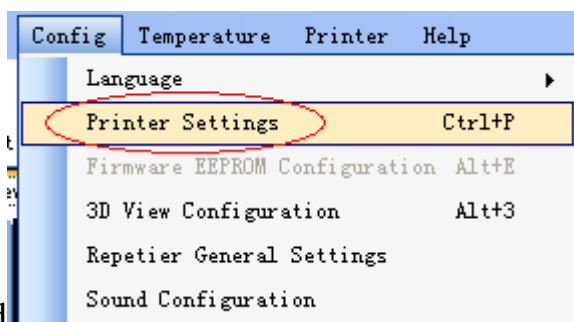 Config Temperature Printer Help
Language
Printer Settings Ctrl+P
Firmware EEPROM Configuration Alt+E
3D View Configuration Alt+3
Repetier General Settings
Sound Configuration